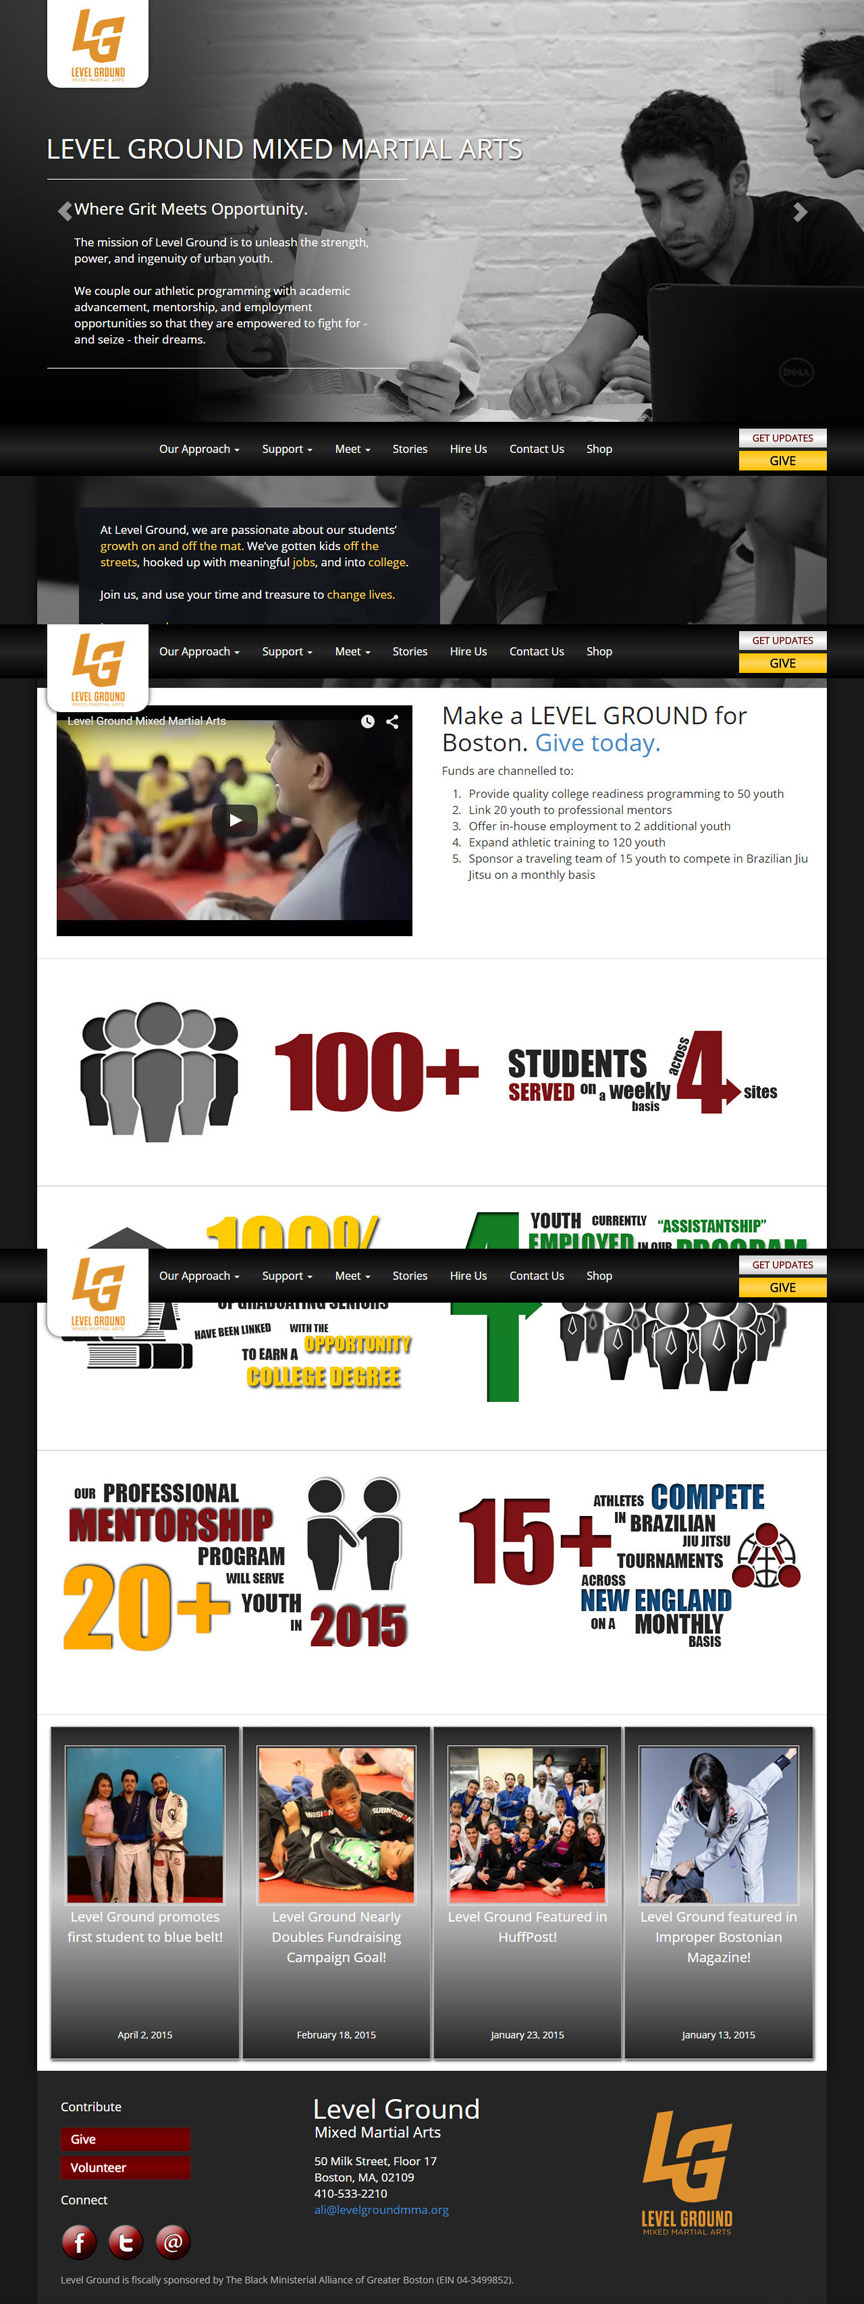 LEVEL GROUND
MIXED MARTIAL ARTS
LEVEL GROUND MIXED MARTIAL ARTS
Where Grit Meets Opportunity.
The mission of Level Ground is to unleash the strength,
power, and ingenuity of urban youth.
We couple our athletic programming with academic
advancement, mentorship, and employment
opportunities so that they are empowered to fight for -
and seize - their dreams.
DELL
Our Approach Support Meet Stories Hire Us Contact Us Shop
GET UPDATES
GIVE
At Level Ground, we are passionate about our students'
growth on and off the mat. We've gotten kids off the
streets, hooked up with meaningful jobs, and into college.
Join us, and use your time and treasure to change lives.
LEVEL GROUND
MIXED MARTIAL ARTS
Our Approach Support Meet Stories Hire Us Contact Us Shop
GET UPDATES
GIVE
Level Ground Mixed Martial Arts
Make a LEVEL GROUND for
Boston. Give today.
Funds are channelled to:
1. Provide quality college readiness programming to 50 youth
2. Link 20 youth to professional mentors
3. Offer in-house employment to 2 additional youth
4. Expand athletic training to 120 youth
5. Sponsor a traveling team of 15 youth to compete in Brazilian Jiu
Jitsu on a monthly basis
100+ STUDENTS
SERVED on a weekly
basis
across 4 sites
100%
4 YOUTH CURRENTLY "ASSISTANTSHIP"
EMPLOYED IN OUR PROGRAM
LEVEL GROUND
MIXED MARTIAL ARTS
Our Approach Support Meet Stories Hire Us Contact Us Shop
GET UPDATES
GIVE
OF GRADUATING SENIORS
HAVE BEEN LINKED WITH THE
TO EARN A OPPORTUNITY
COLLEGE DEGREE
OUR PROFESSIONAL
MENTORSHIP
PROGRAM
WILL SERVE
20+ YOUTH
IN 2015
15+ ATHLETES COMPETE
IN BRAZILIAN
JIU JITSU
TOURNAMENTS
ACROSS
NEW ENGLAND
ON A MONTHLY
BASIS
Level Ground promotes
first student to blue belt!
April 2, 2015
Level Ground Nearly
Doubles Fundraising
Campaign Goal!
February 18, 2015
Level Ground Featured in
HuffPost!
January 23, 2015
Level Ground featured in
Improper Bostonian
Magazine!
January 13, 2015
Contribute
Give
Volunteer
Connect
Level Ground
Mixed Martial Arts
50 Milk Street, Floor 17
Boston, MA, 02109
410-533-2210
ali@levelgroundmma.org
LEVEL GROUND
MIXED MARTIAL ARTS
Level Ground is fiscally sponsored by The Black Ministerial Alliance of Greater Boston (EIN 04-3499852).